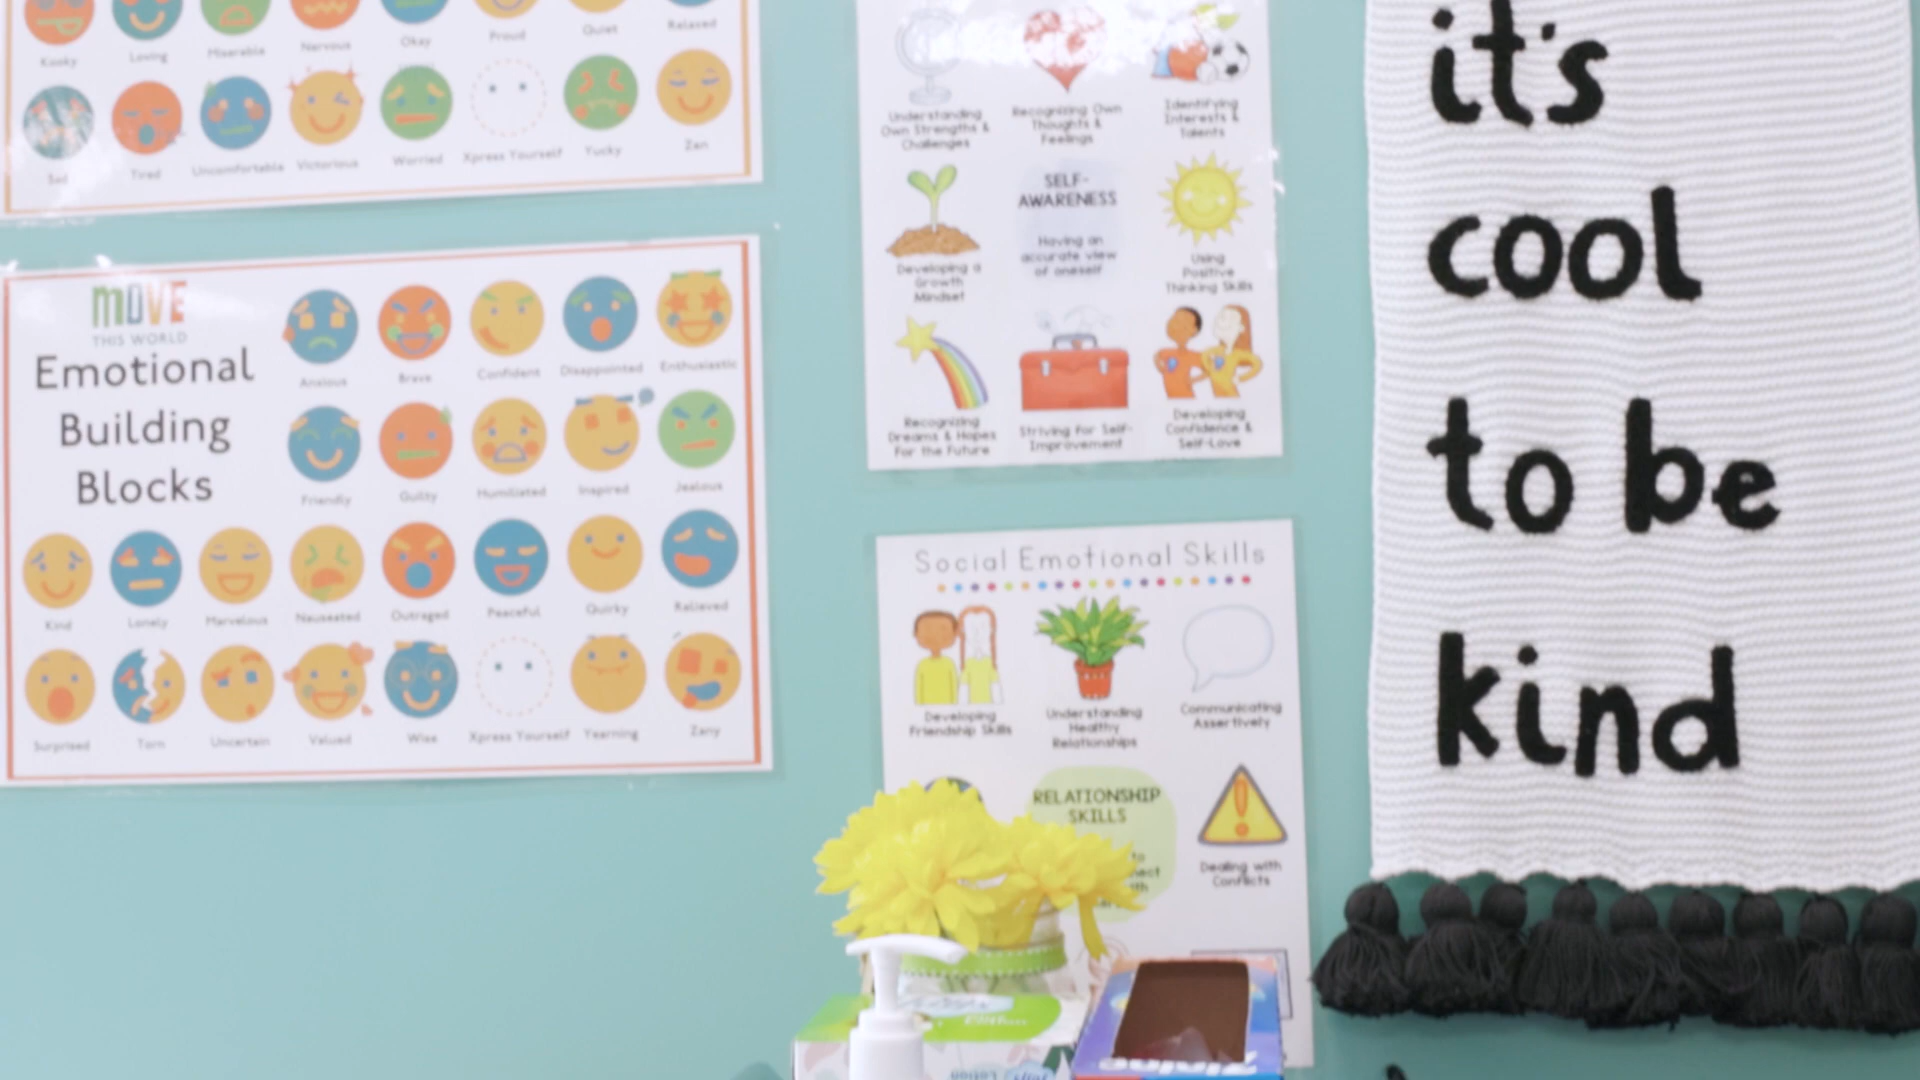 Kooky
Loving
Miserable
Nervous
Okay
Proud
Quiet
Relaxed
Sad
Tired
Uncomfortable
Victorious
Worried
Xpress Yourself
Yucky
Zen
MOVE
THIS WORLD
Emotional
Building
Blocks
Anxious
Brave
Confident
Disappointed
Enthusiastic
Friendly
Guilty
Humiliated
Inspired
Jealous
Kind
Lonely
Marvelous
Nauseated
Outraged
Peaceful
Quirky
Relieved
Surprised
Torn
Uncertain
Valued
Wise
Xpress Yourself
Yearning
Zany
Understanding
Own Strengths &
Challenges
Recognizing Own
Thoughts &
Feelings
Identifying
Interests &
Talents
Developing a
Growth
Mindset
SELF-
AWARENESS
Having an
accurate view
of oneself
Using
Positive
Thinking Skills
Recognizing
Dreams & Hopes
For the Future
Striving for Self-
Improvement
Developing
Confidence &
Self-Love
Social Emotional Skills
Developing
Friendship Skills
Understanding
Healthy
Relationships
Communicating
Assertively
RELATIONSHIP
SKILLS
to
Dealing with
Conflicts
Lotion
it's
cool
to be
kind